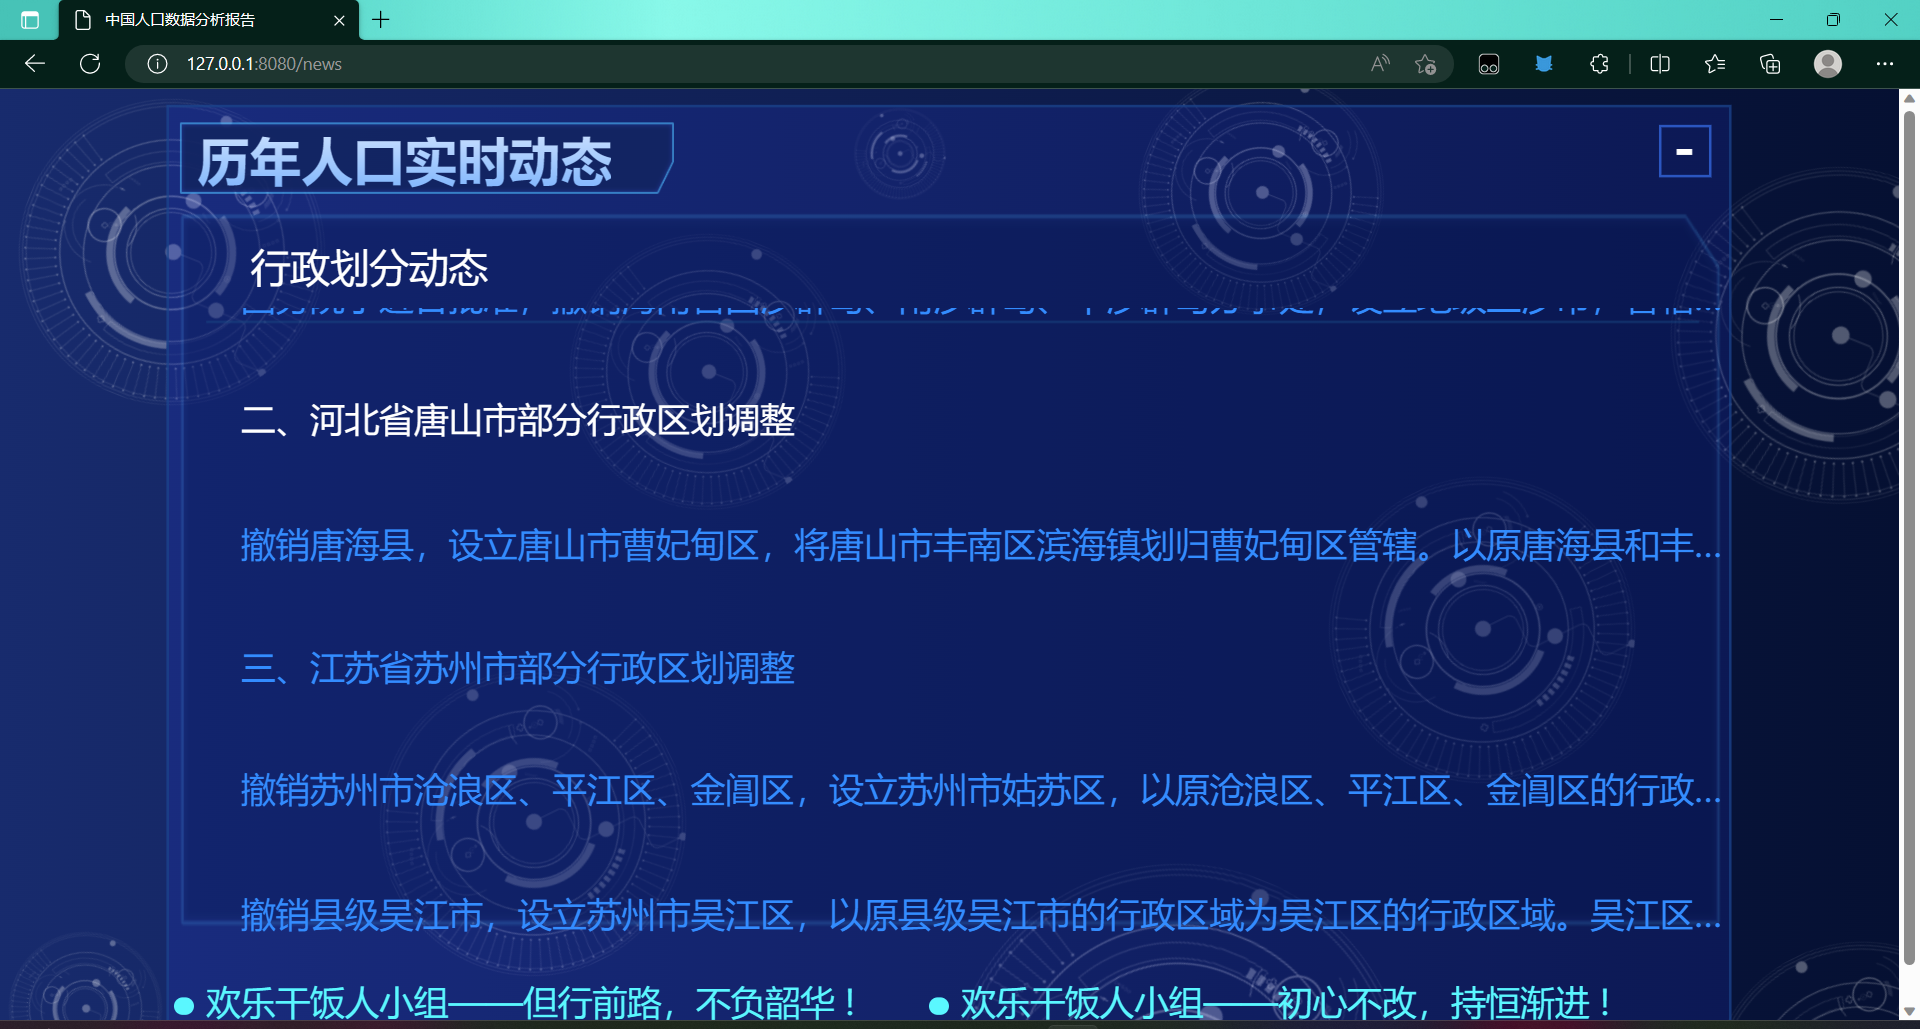 中国人口数据分析报告
127.0.0.1:8080/news
历年人口实时动态
行政划分动态
二、河北省唐山市部分行政区划调整
撤销唐海县，设立唐山市曹妃甸区，将唐山市丰南区滨海镇划归曹妃甸区管辖。以原唐海县和丰...
三、江苏省苏州市部分行政区划调整
撤销苏州市沧浪区、平江区、金阊区，设立苏州市姑苏区，以原沧浪区、平江区、金阊区的行政...
撤销县级吴江市，设立苏州市吴江区，以原县级吴江市的行政区域为吴江区的行政区域。吴江区...
欢乐干饭人小组——但行前路，不负韶华！
欢乐干饭人小组——初心不改，持恒渐进！